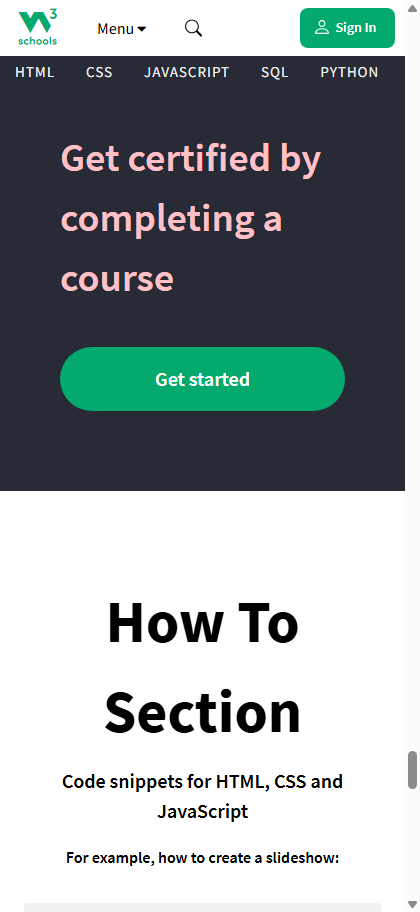 3
schools
Menu
Sign In
HTML CSS JAVASCRIPT SQL PYTHON
Get certified by
completing a
course
Get started
How To
Section
Code snippets for HTML, CSS and
JavaScript
For example, how to create a slideshow: